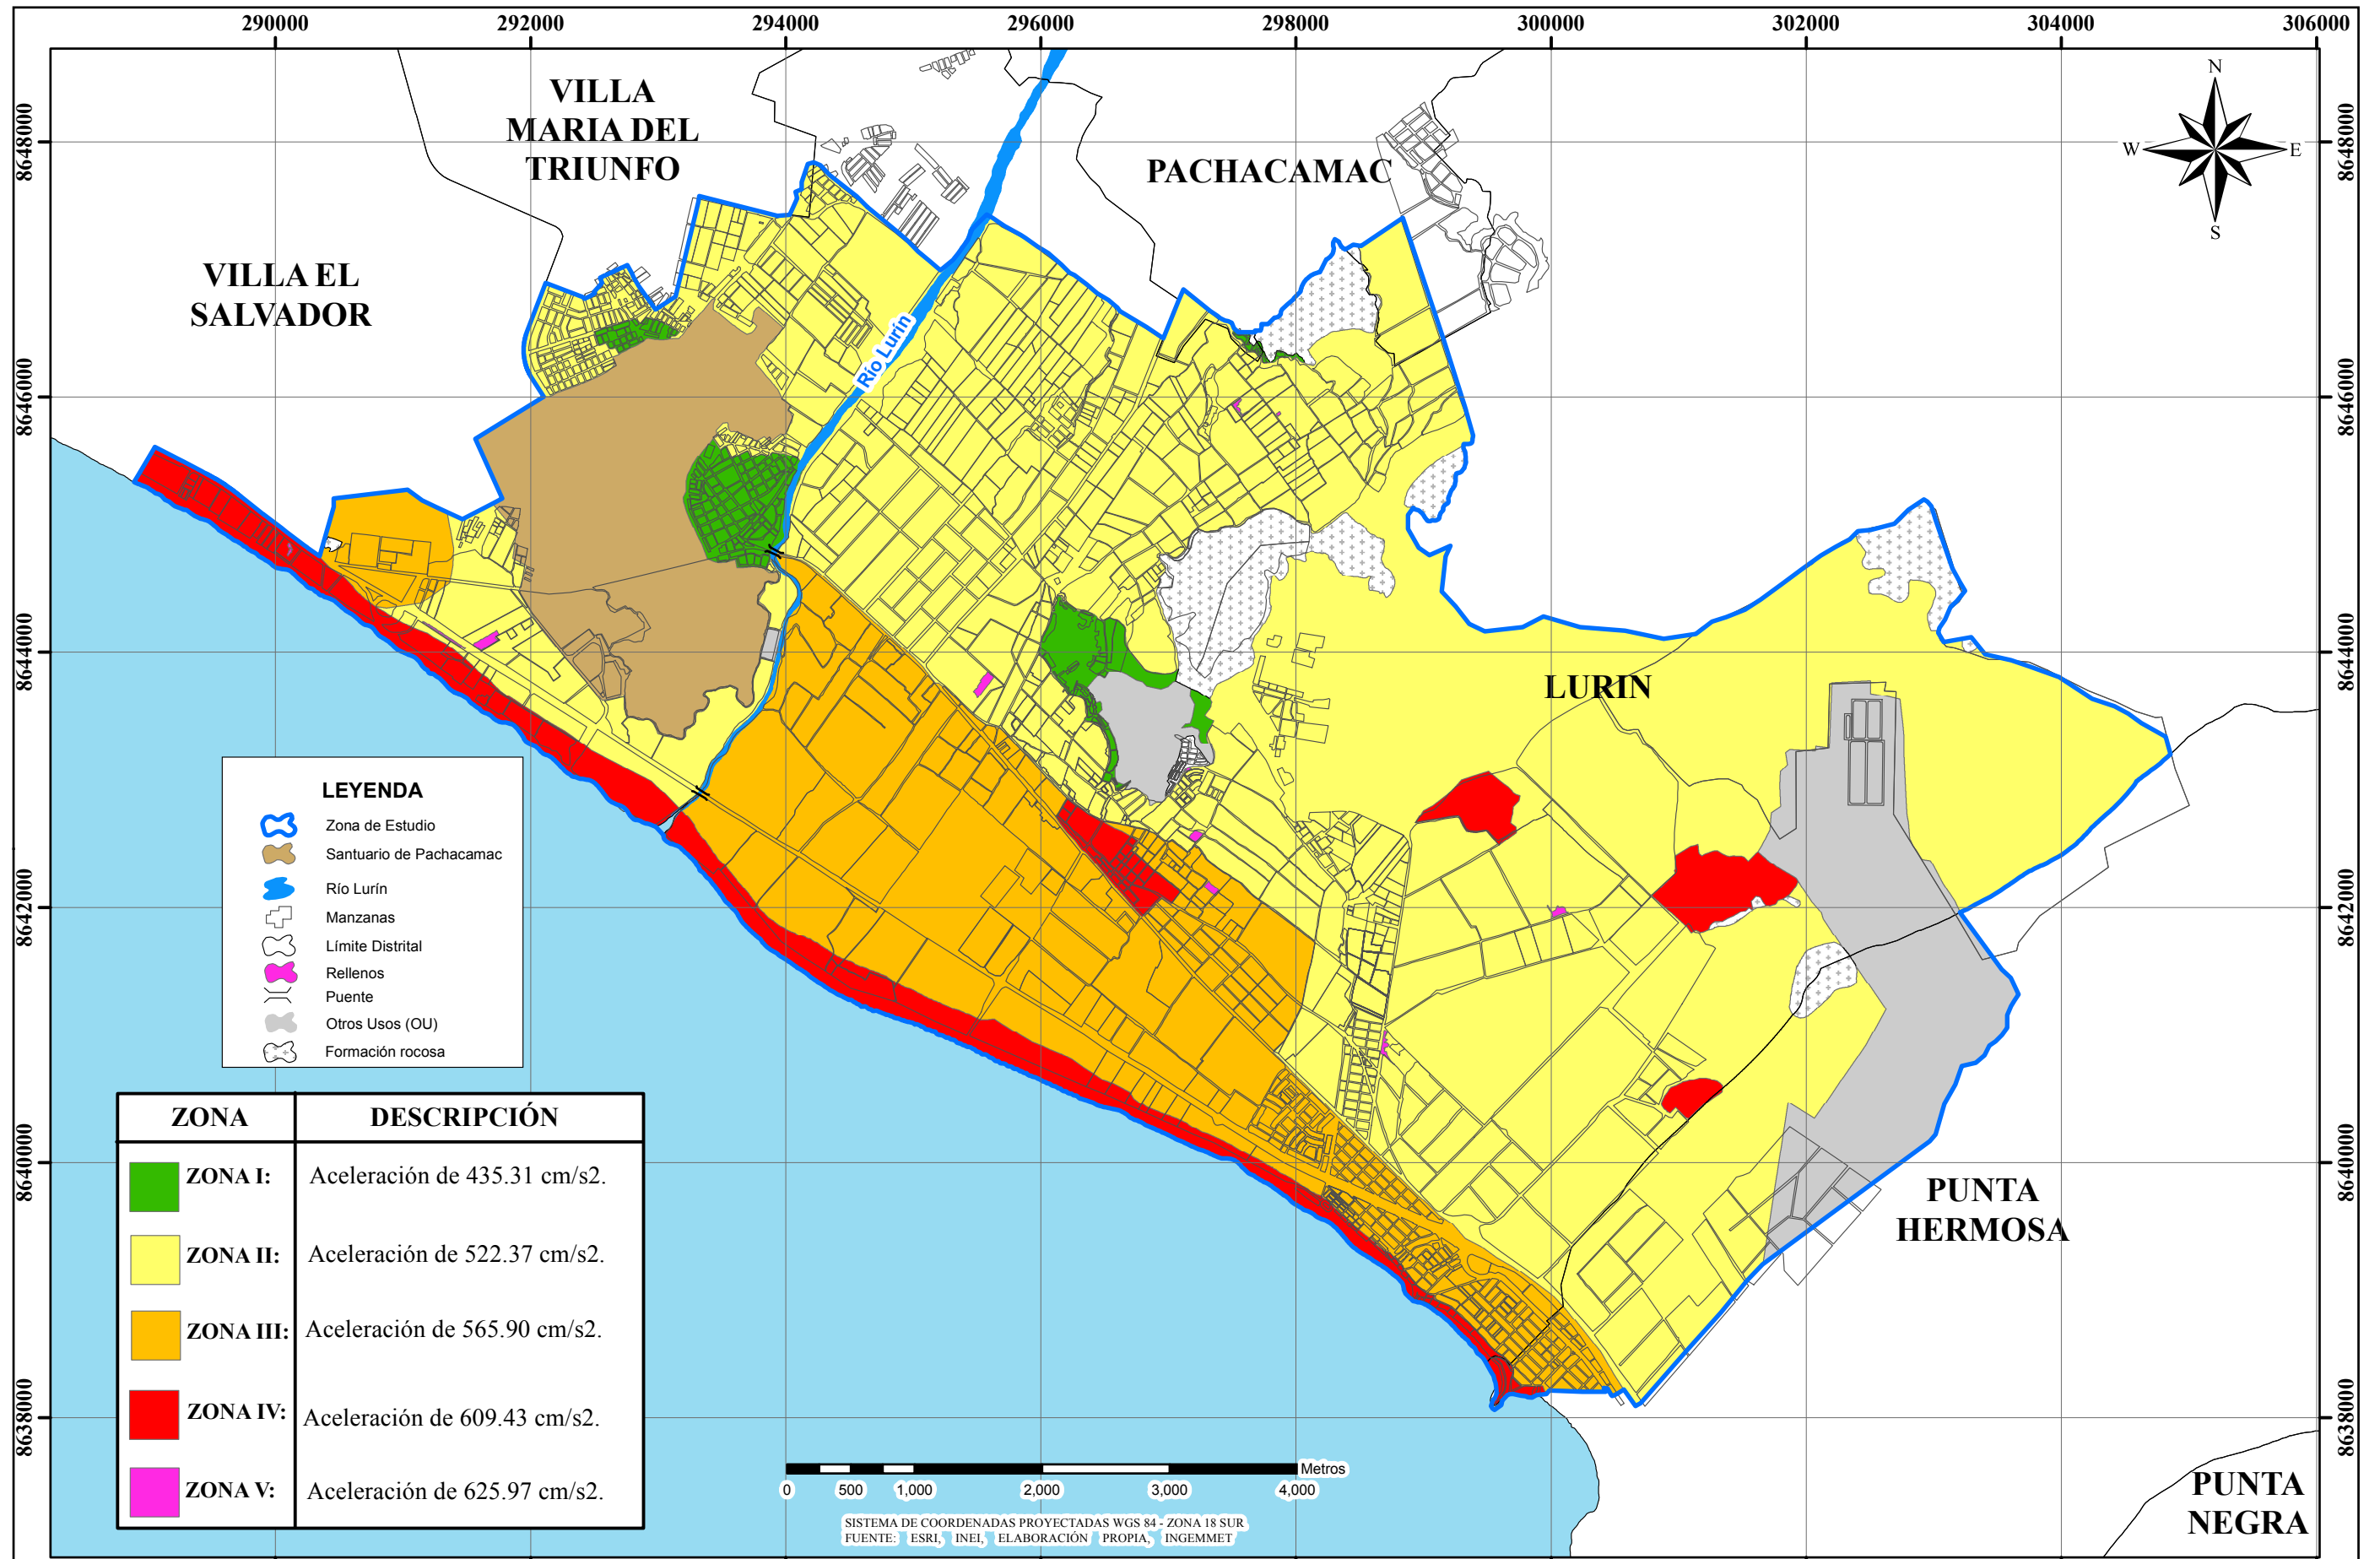 290000 292000 294000 296000 298000 300000 302000 304000 306000
8648000
8646000
8644000
8642000
8640000
8638000
8648000
8646000
8644000
8642000
8640000
8638000
VILLA
MARIA DEL
TRIUNFO
PACHACAMAC
N
W E
S
VILLA EL
SALVADOR
Río Lurín
LURIN
PUNTA
HERMOSA
PUNTA
NEGRA
LEYENDA
Zona de Estudio
Santuario de Pachacamac
Río Lurín
Manzanas
Límite Distrital
Rellenos
Puente
Otros Usos (OU)
Formación rocosa
ZONA DESCRIPCIÓN
ZONA I: Aceleración de 435.31 cm/s2.
ZONA II: Aceleración de 522.37 cm/s2.
ZONA III: Aceleración de 565.90 cm/s2.
ZONA IV: Aceleración de 609.43 cm/s2.
ZONA V: Aceleración de 625.97 cm/s2.
Metros
0 500 1,000 2,000 3,000 4,000
SISTEMA DE COORDENADAS PROYECTADAS WGS 84 - ZONA 18 SUR
FUENTE: ESRI, INEI, ELABORACIÓN PROPIA, INGEMMET